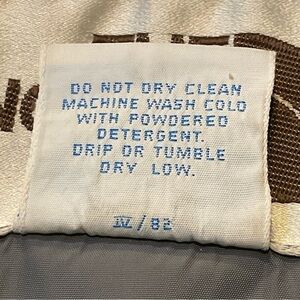 DO NOT DRY CLEAN
MACHINE WASH COLD
WITH POWDERED
DETERGENT.
DRIP OR TUMBLE
DRY LOW.
IV/82